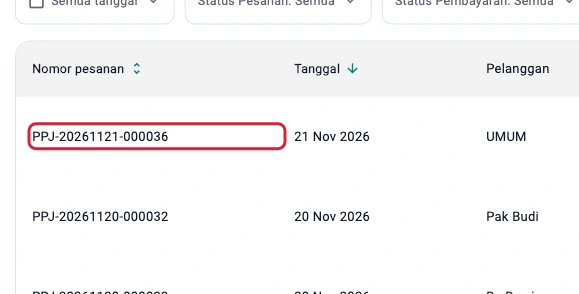 Semua tanggal Status Pesanan: Semua Status Pembayaran: Semua
Nomor pesanan Tanggal Pelanggan
PPJ-20261121-000036 21 Nov 2026 UMUM
PPJ-20261120-000032 20 Nov 2026 Pak Budi